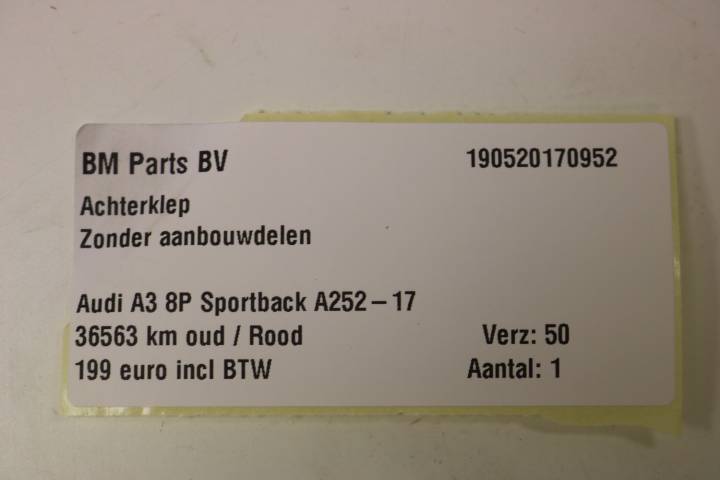 BM Parts BV 190520170952
Achterklep
Zonder aanbouwdelen
Audi A3 8P Sportback A252 – 17
36563 km oud / Rood Verz: 50
199 euro incl BTW Aantal: 1